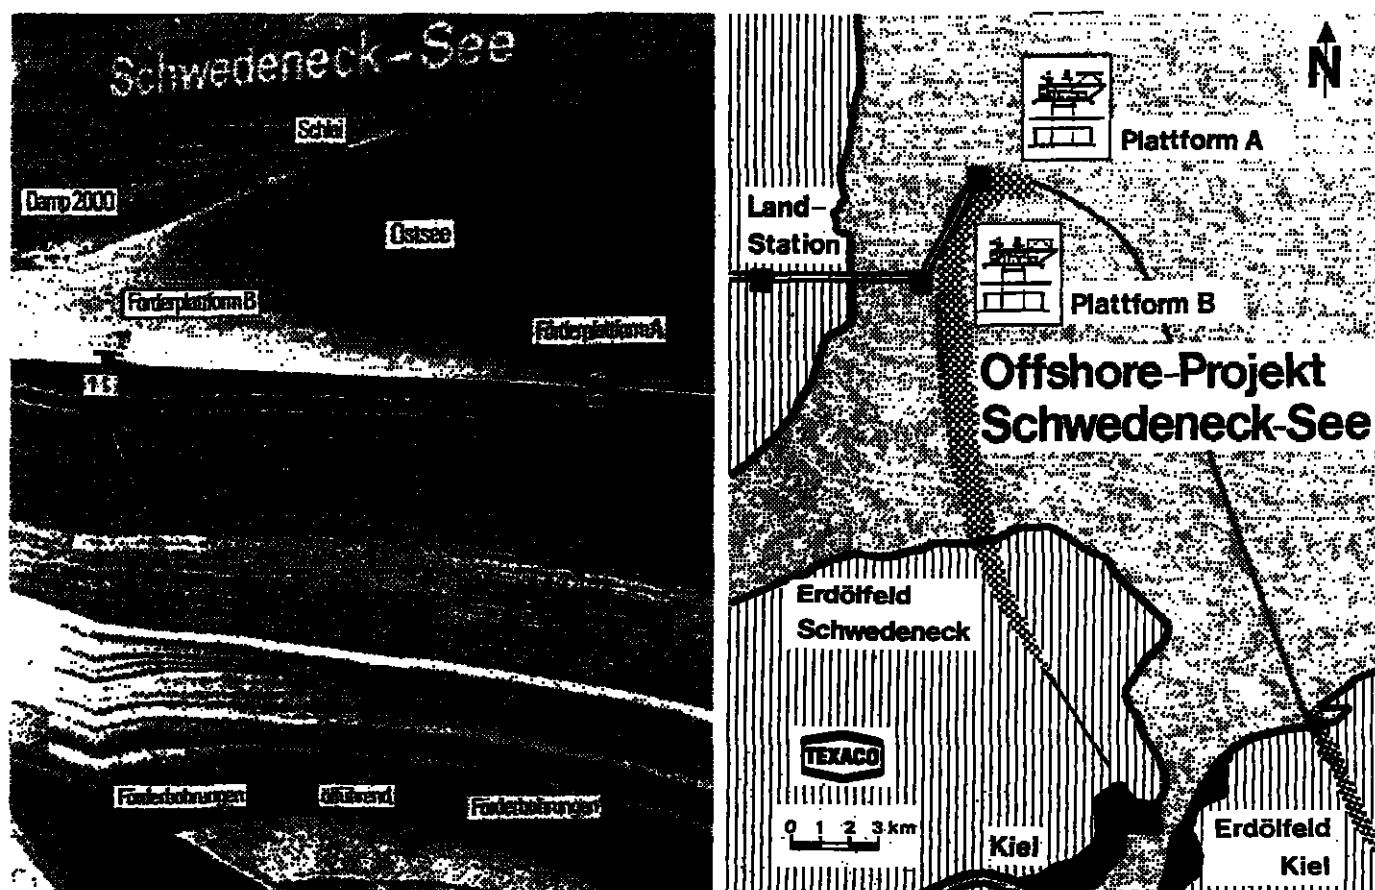 Schwedeneck-See
Schlei
Damp 2000
Ostsee
Förderplattform B
Förderplattform A
Förderbohrungen
ölführend
Förderbohrungen
N
Plattform A
Land-
Station
Plattform B
Offshore-Projekt
Schwedeneck-See
Erdölfeld
Schwedeneck
TEXACO
0 1 2 3 km
Kiel
Erdölfeld
Kiel